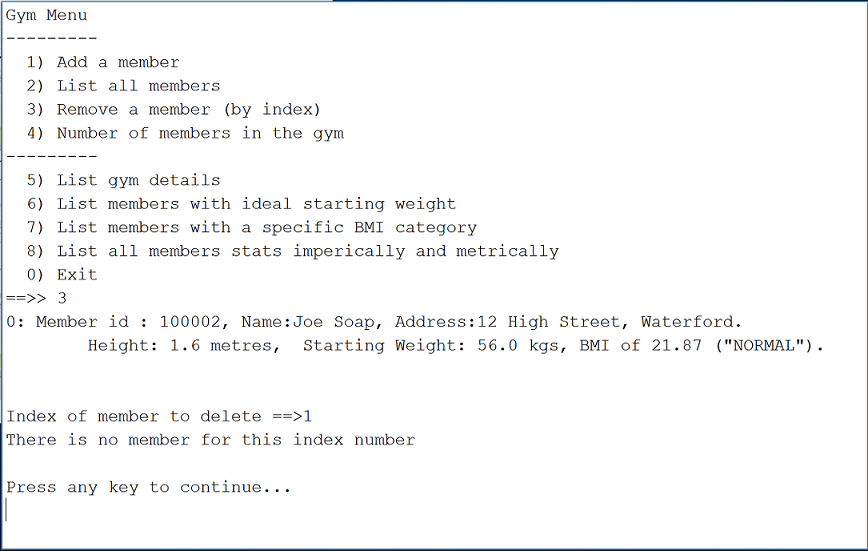 Gym Menu
---------
  1) Add a member
  2) List all members
  3) Remove a member (by index)
  4) Number of members in the gym
---------
  5) List gym details
  6) List members with ideal starting weight
  7) List members with a specific BMI category
  8) List all members stats imperically and metrically
  0) Exit
==>> 3
0: Member id : 100002, Name:Joe Soap, Address:12 High Street, Waterford.
        Height: 1.6 metres,  Starting Weight: 56.0 kgs, BMI of 21.87 ("NORMAL").
Index of member to delete ==>1
There is no member for this index number
Press any key to continue...